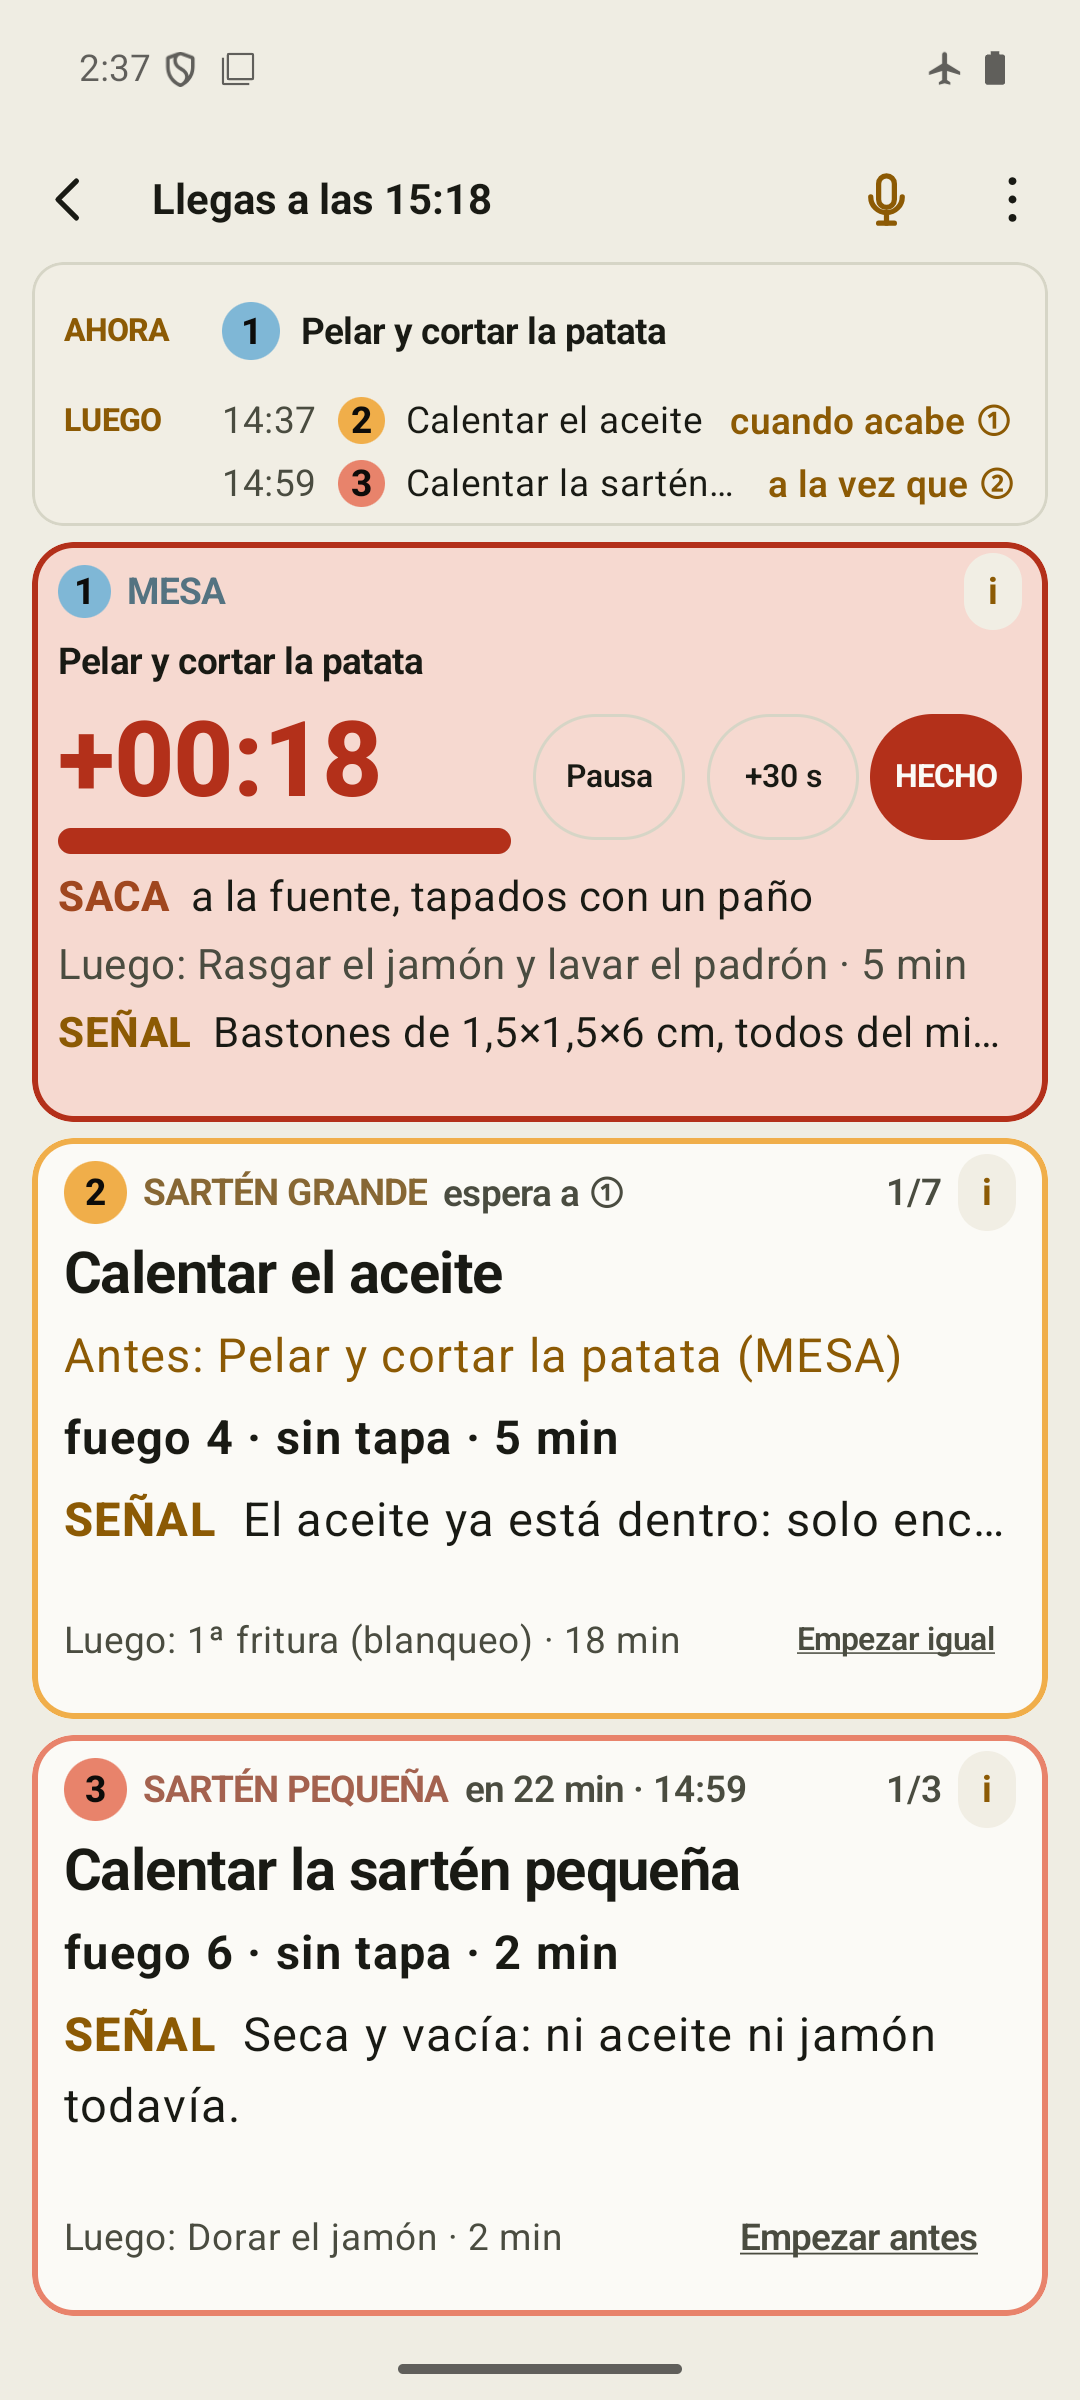 2:37
Llegas a las 15:18
AHORA 1 Pelar y cortar la patata
LUEGO 14:37 2 Calentar el aceite cuando acabe ①
14:59 3 Calentar la sartén… a la vez que ②
1 MESA i
Pelar y cortar la patata
+00:18 Pausa +30 s HECHO
SACA a la fuente, tapados con un paño
Luego: Rasgar el jamón y lavar el padrón · 5 min
SEÑAL Bastones de 1,5×1,5×6 cm, todos del mi…
2 SARTÉN GRANDE espera a ① 1/7 i
Calentar el aceite
Antes: Pelar y cortar la patata (MESA)
fuego 4 · sin tapa · 5 min
SEÑAL El aceite ya está dentro: solo enc…
Luego: 1ª fritura (blanqueo) · 18 min Empezar igual
3 SARTÉN PEQUEÑA en 22 min · 14:59 1/3 i
Calentar la sartén pequeña
fuego 6 · sin tapa · 2 min
SEÑAL Seca y vacía: ni aceite ni jamón
todavía.
Luego: Dorar el jamón · 2 min Empezar antes